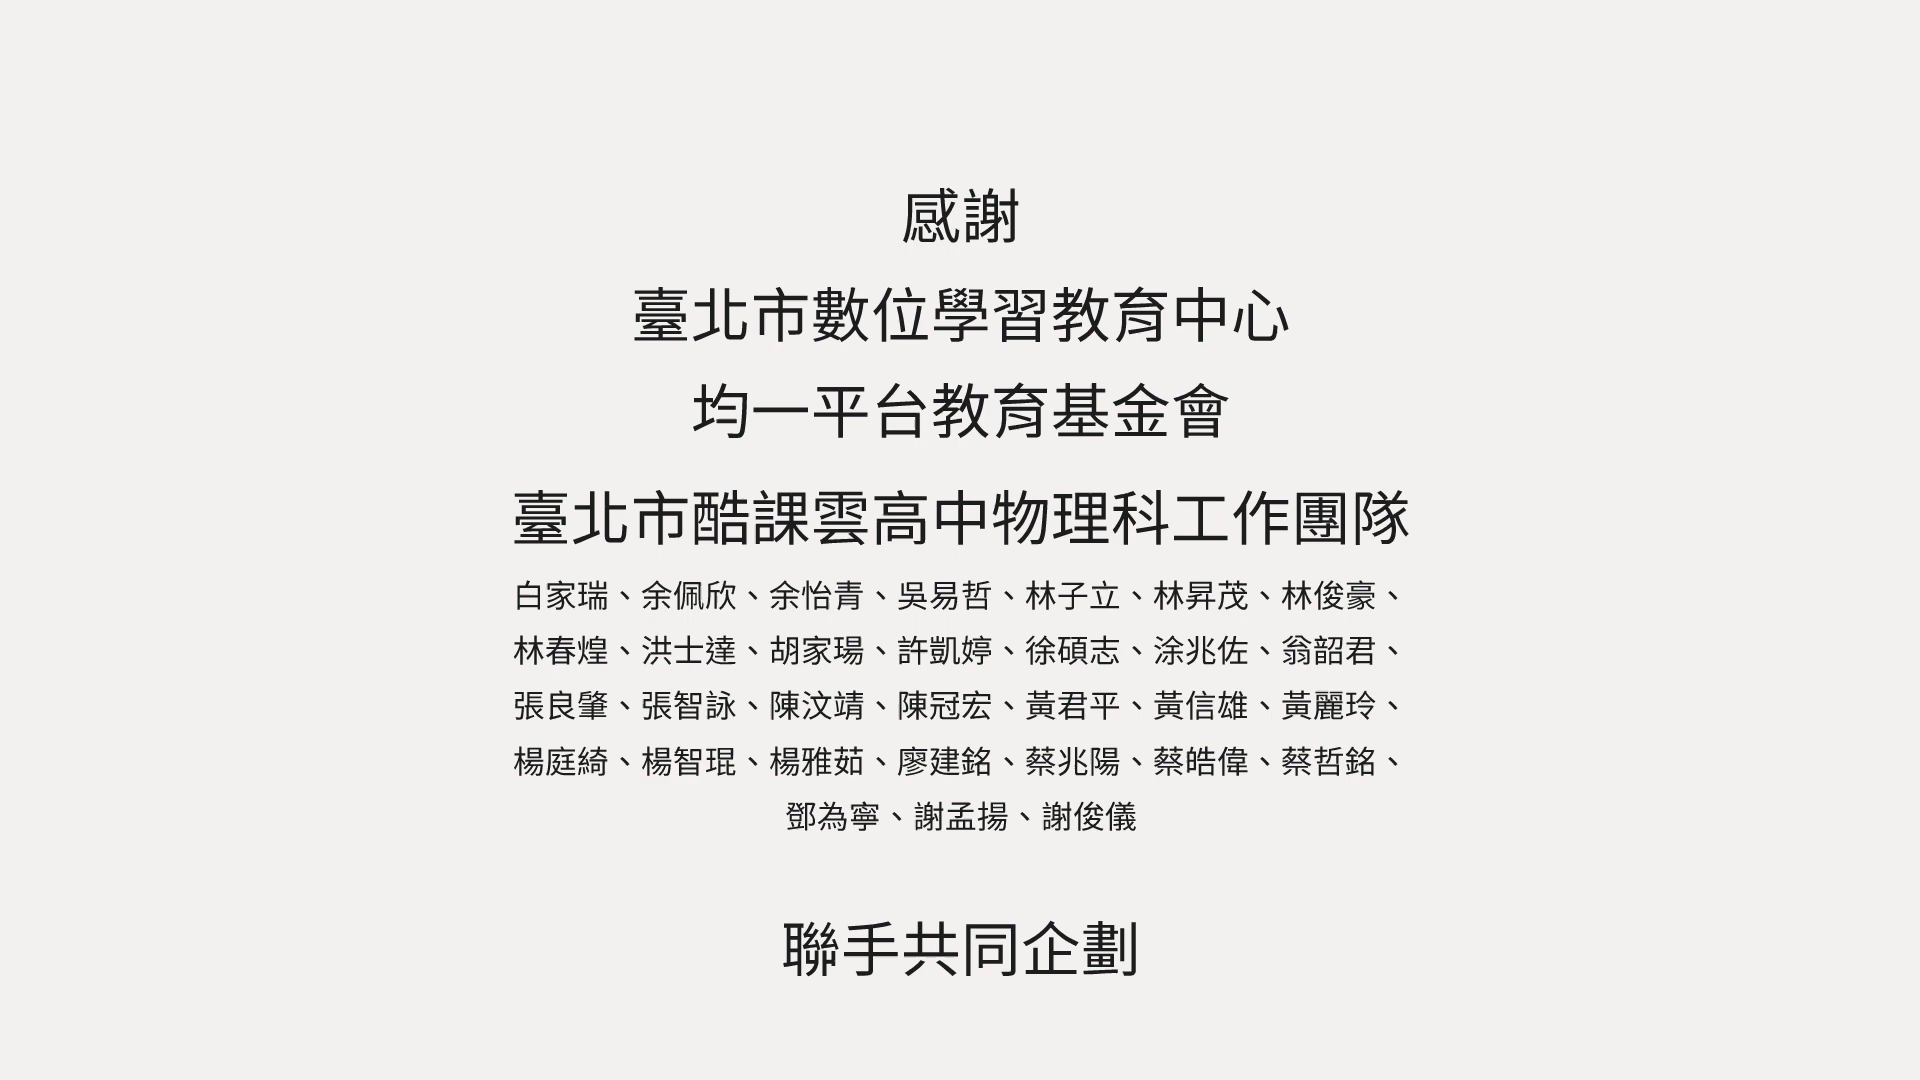 感謝
臺北市數位學習教育中心
均一平台教育基金會
臺北市酷課雲高中物理科工作團隊
白家瑞、余佩欣、余怡青、吳易哲、林子立、林昇茂、林俊豪、
林春煌、洪士達、胡家瑒、許凱婷、徐碩志、涂兆佐、翁韶君、
張良肇、張智詠、陳汶靖、陳冠宏、黃君平、黃信雄、黃麗玲、
楊庭綺、楊智琨、楊雅茹、廖建銘、蔡兆陽、蔡皓偉、蔡哲銘、
鄧為寧、謝孟揚、謝俊儀
聯手共同企劃